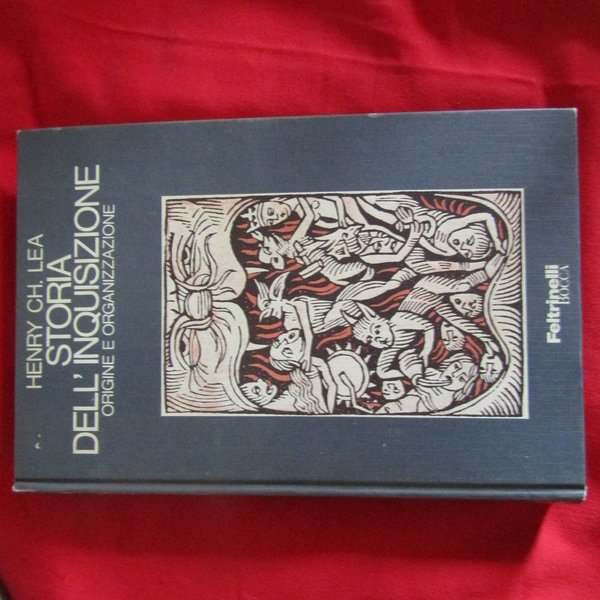 HENRY CH. LEA
STORIA
DELL' INQUISIZIONE
ORIGINE E ORGANIZZAZIONE
Feltrinelli
BOCCA